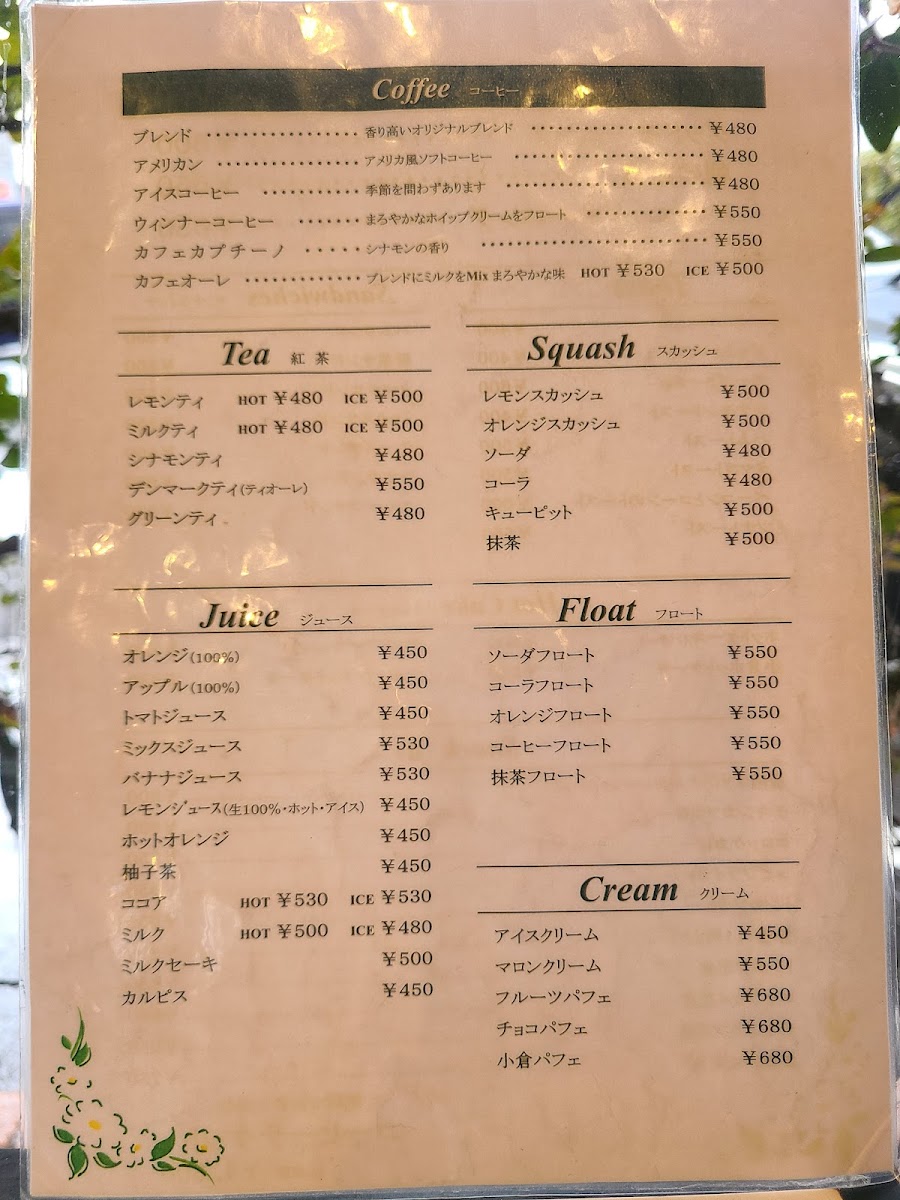 Coffee コーヒー
ブレンド ·················· 香り高いオリジナルブレンド ····················· ￥480
アメリカン ················· アメリカ風ソフトコーヒー ······················· ￥480
アイスコーヒー ············ 季節を問わずあります ························ ￥480
ウィンナーコーヒー ······· まろやかなホイップクリームをフロート ··············· ￥550
カフェカプチーノ ····· シナモンの香り ··························· ￥550
カフェオーレ ·············· ブレンドにミルクをMix まろやかな味 HOT ￥530 ICE ￥500
Tea 紅 茶
レモンティ HOT ￥480 ICE ￥500
ミルクティ HOT ￥480 ICE ￥500
シナモンティ ￥480
デンマークティ(ティオーレ) ￥550
グリーンティ ￥480
Squash スカッシュ
レモンスカッシュ ￥500
オレンジスカッシュ ￥500
ソーダ ￥480
コーラ ￥480
キューピット ￥500
抹茶 ￥500
Juice ジュース
オレンジ(100%) ￥450
アップル(100%) ￥450
トマトジュース ￥450
ミックスジュース ￥530
バナナジュース ￥530
レモンジュース(生100%・ホット・アイス) ￥450
ホットオレンジ ￥450
柚子茶 ￥450
ココア HOT ￥530 ICE ￥530
ミルク HOT ￥500 ICE ￥480
ミルクセーキ ￥500
カルピス ￥450
Float フロート
ソーダフロート ￥550
コーラフロート ￥550
オレンジフロート ￥550
コーヒーフロート ￥550
抹茶フロート ￥550
Cream クリーム
アイスクリーム ￥450
マロンクリーム ￥550
フルーツパフェ ￥680
チョコパフェ ￥680
小倉パフェ ￥680